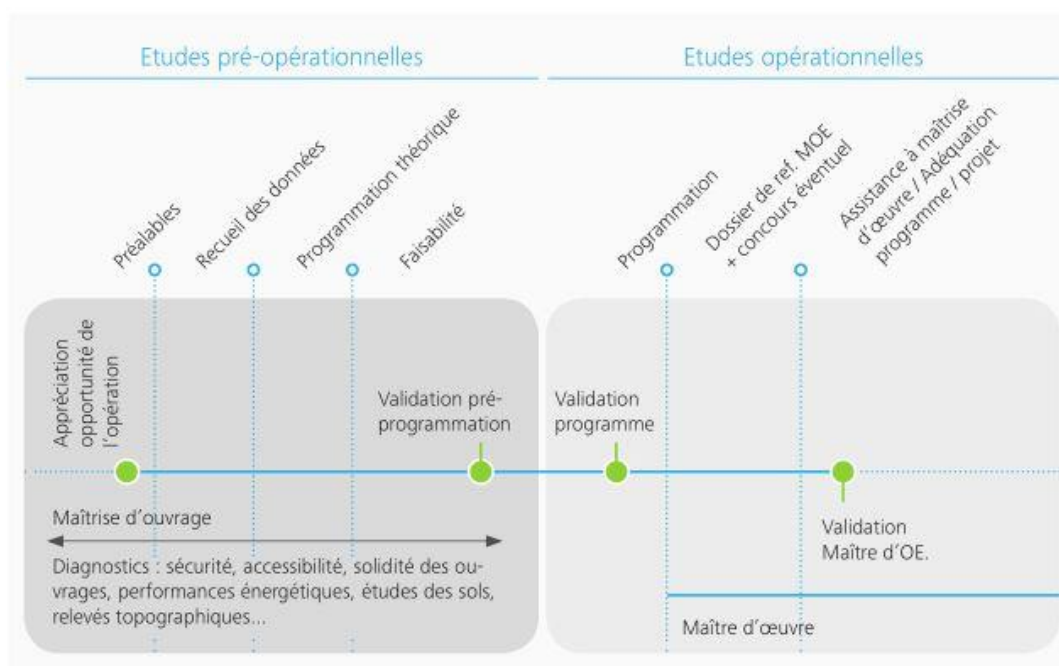 Etudes pré-opérationnelles
Etudes opérationnelles
Préalables
Recueil des données
Programmation théorique
Faisabilité
Programmation
Dossier de ref. MOE
+ concours éventuel
Assistance à maîtrise
d'œuvre / Adéquation
programme / projet
Appréciation
opportunité de
l'opération
Validation pré-
programmation
Validation
programme
Maîtrise d'ouvrage
Diagnostics : sécurité, accessibilité, solidité des ou-
vrages, performances énergétiques, études des sols,
relevés topographiques...
Validation
Maître d'OE.
Maître d'œuvre